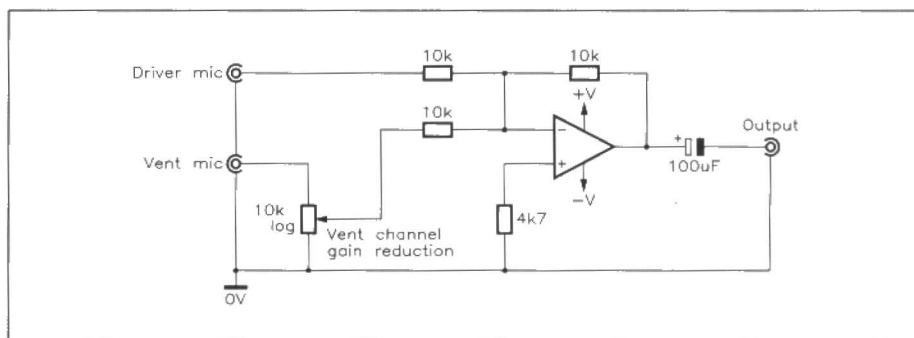 10k
10k
Driver mic
+V
10k
Output
−
Vent mic
+
+
100uF
−V
10k
log
4k7
Vent channel
gain reduction
0V